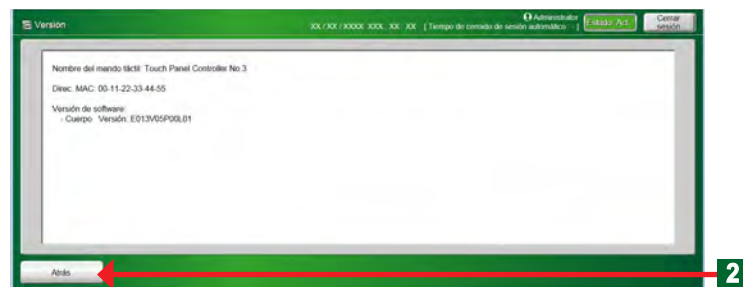 Versión
XX / XX / XXXX XXX XX : XX [ Tiempo de cerrado de sesión automático - ]
Administrator
Estado: Act.
Cerrar sesión
Nombre del mando táctil: Touch Panel Controller No.3
Direc. MAC: 00-11-22-33-44-55
Versión de software:
- Cuerpo Versión: E013V05P00L01
Atrás
2